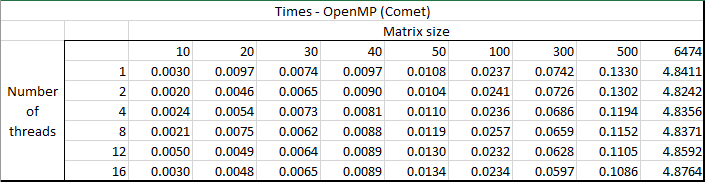 Times - OpenMP (Comet)
Matrix size
10 20 30 40 50 100 300 500 6474
Number of threads
1 0.0030 0.0097 0.0074 0.0097 0.0108 0.0237 0.0742 0.1330 4.8411
2 0.0020 0.0046 0.0065 0.0090 0.0104 0.0241 0.0726 0.1302 4.8242
4 0.0024 0.0054 0.0073 0.0081 0.0110 0.0236 0.0686 0.1194 4.8356
8 0.0021 0.0075 0.0062 0.0088 0.0119 0.0257 0.0659 0.1152 4.8371
12 0.0050 0.0049 0.0064 0.0089 0.0130 0.0232 0.0628 0.1105 4.8592
16 0.0030 0.0048 0.0065 0.0089 0.0134 0.0234 0.0597 0.1086 4.8764